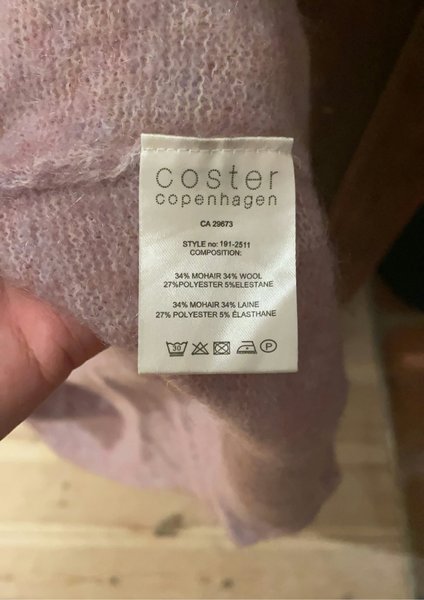 coster
copenhagen
CA 29673
STYLE no: 191-2511
COMPOSITION:
34% MOHAIR 34% WOOL
27%POLYESTER 5%ELESTANE
34% MOHAIR 34% LAINE
27% POLYESTER 5% ÉLASTHANE
30 P